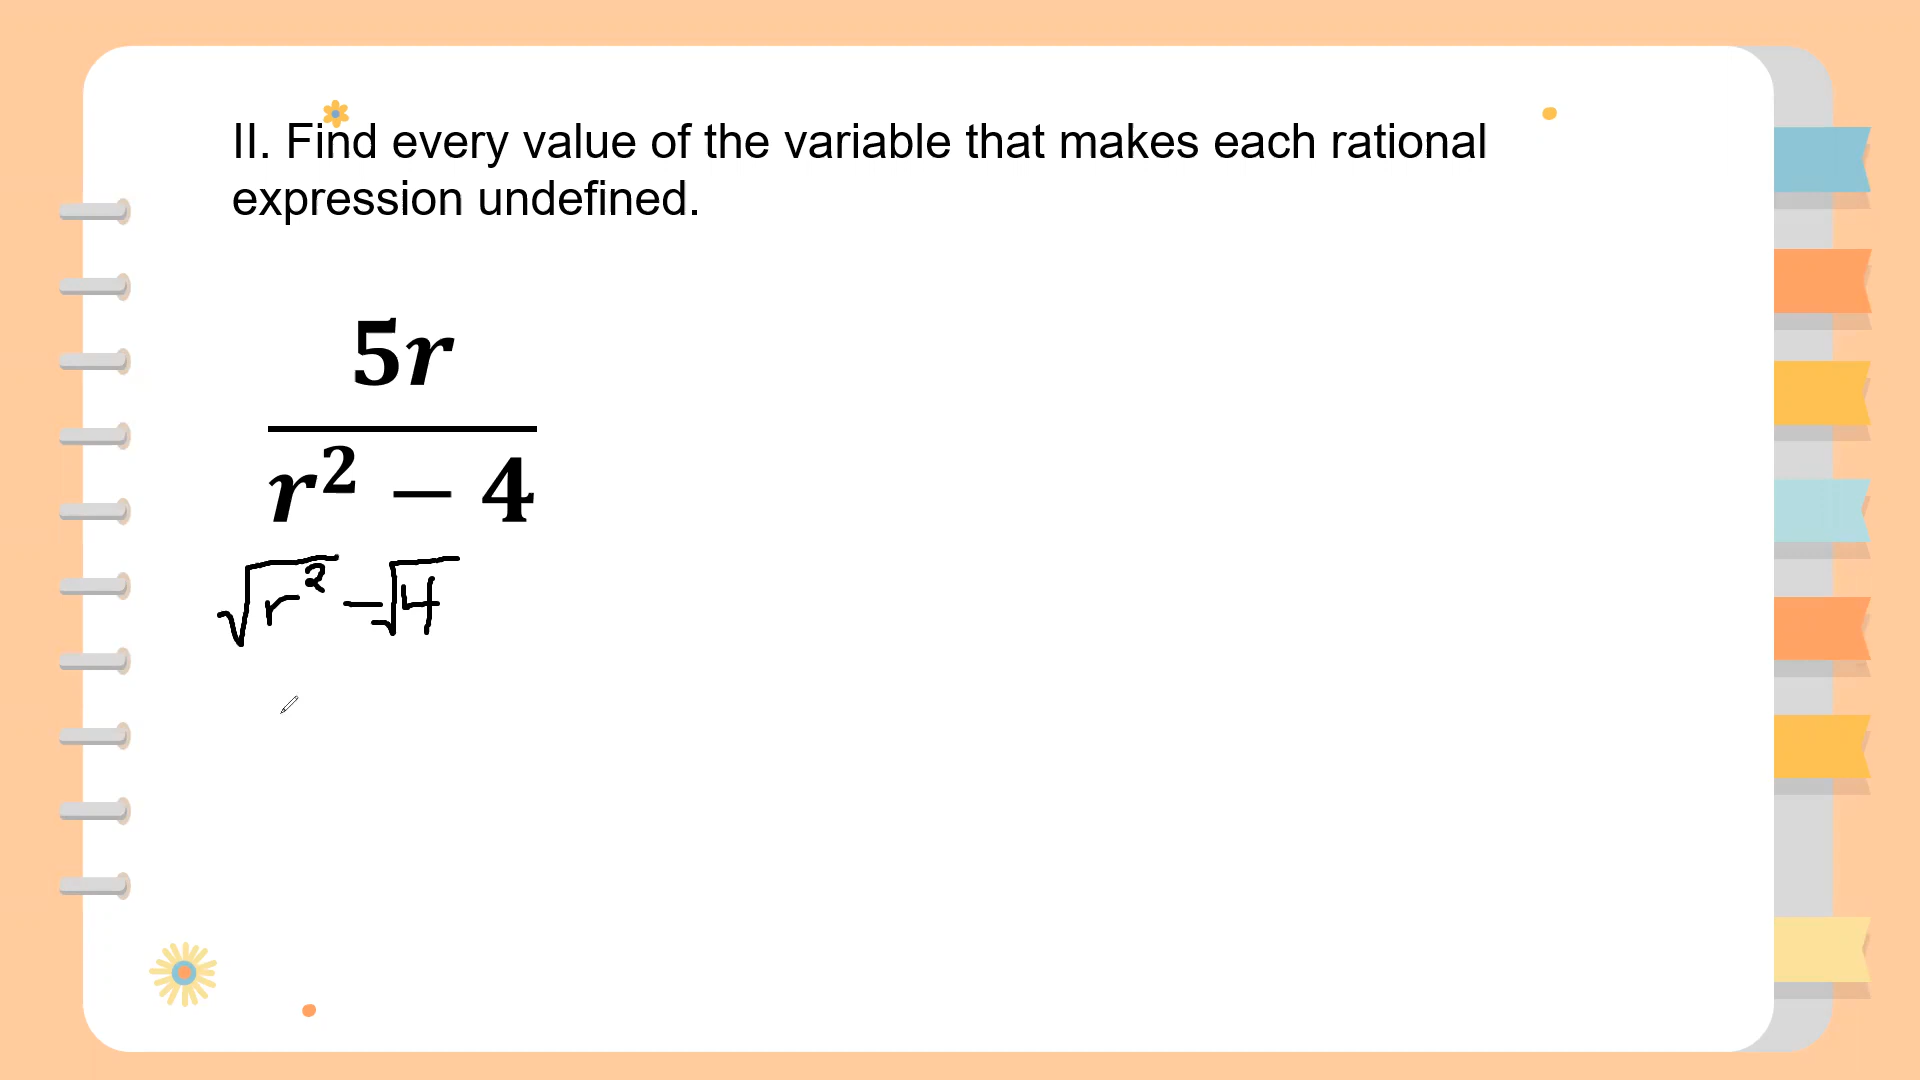 II. Find every value of the variable that makes each rational
expression undefined.
5r
r² − 4
√r² − √4